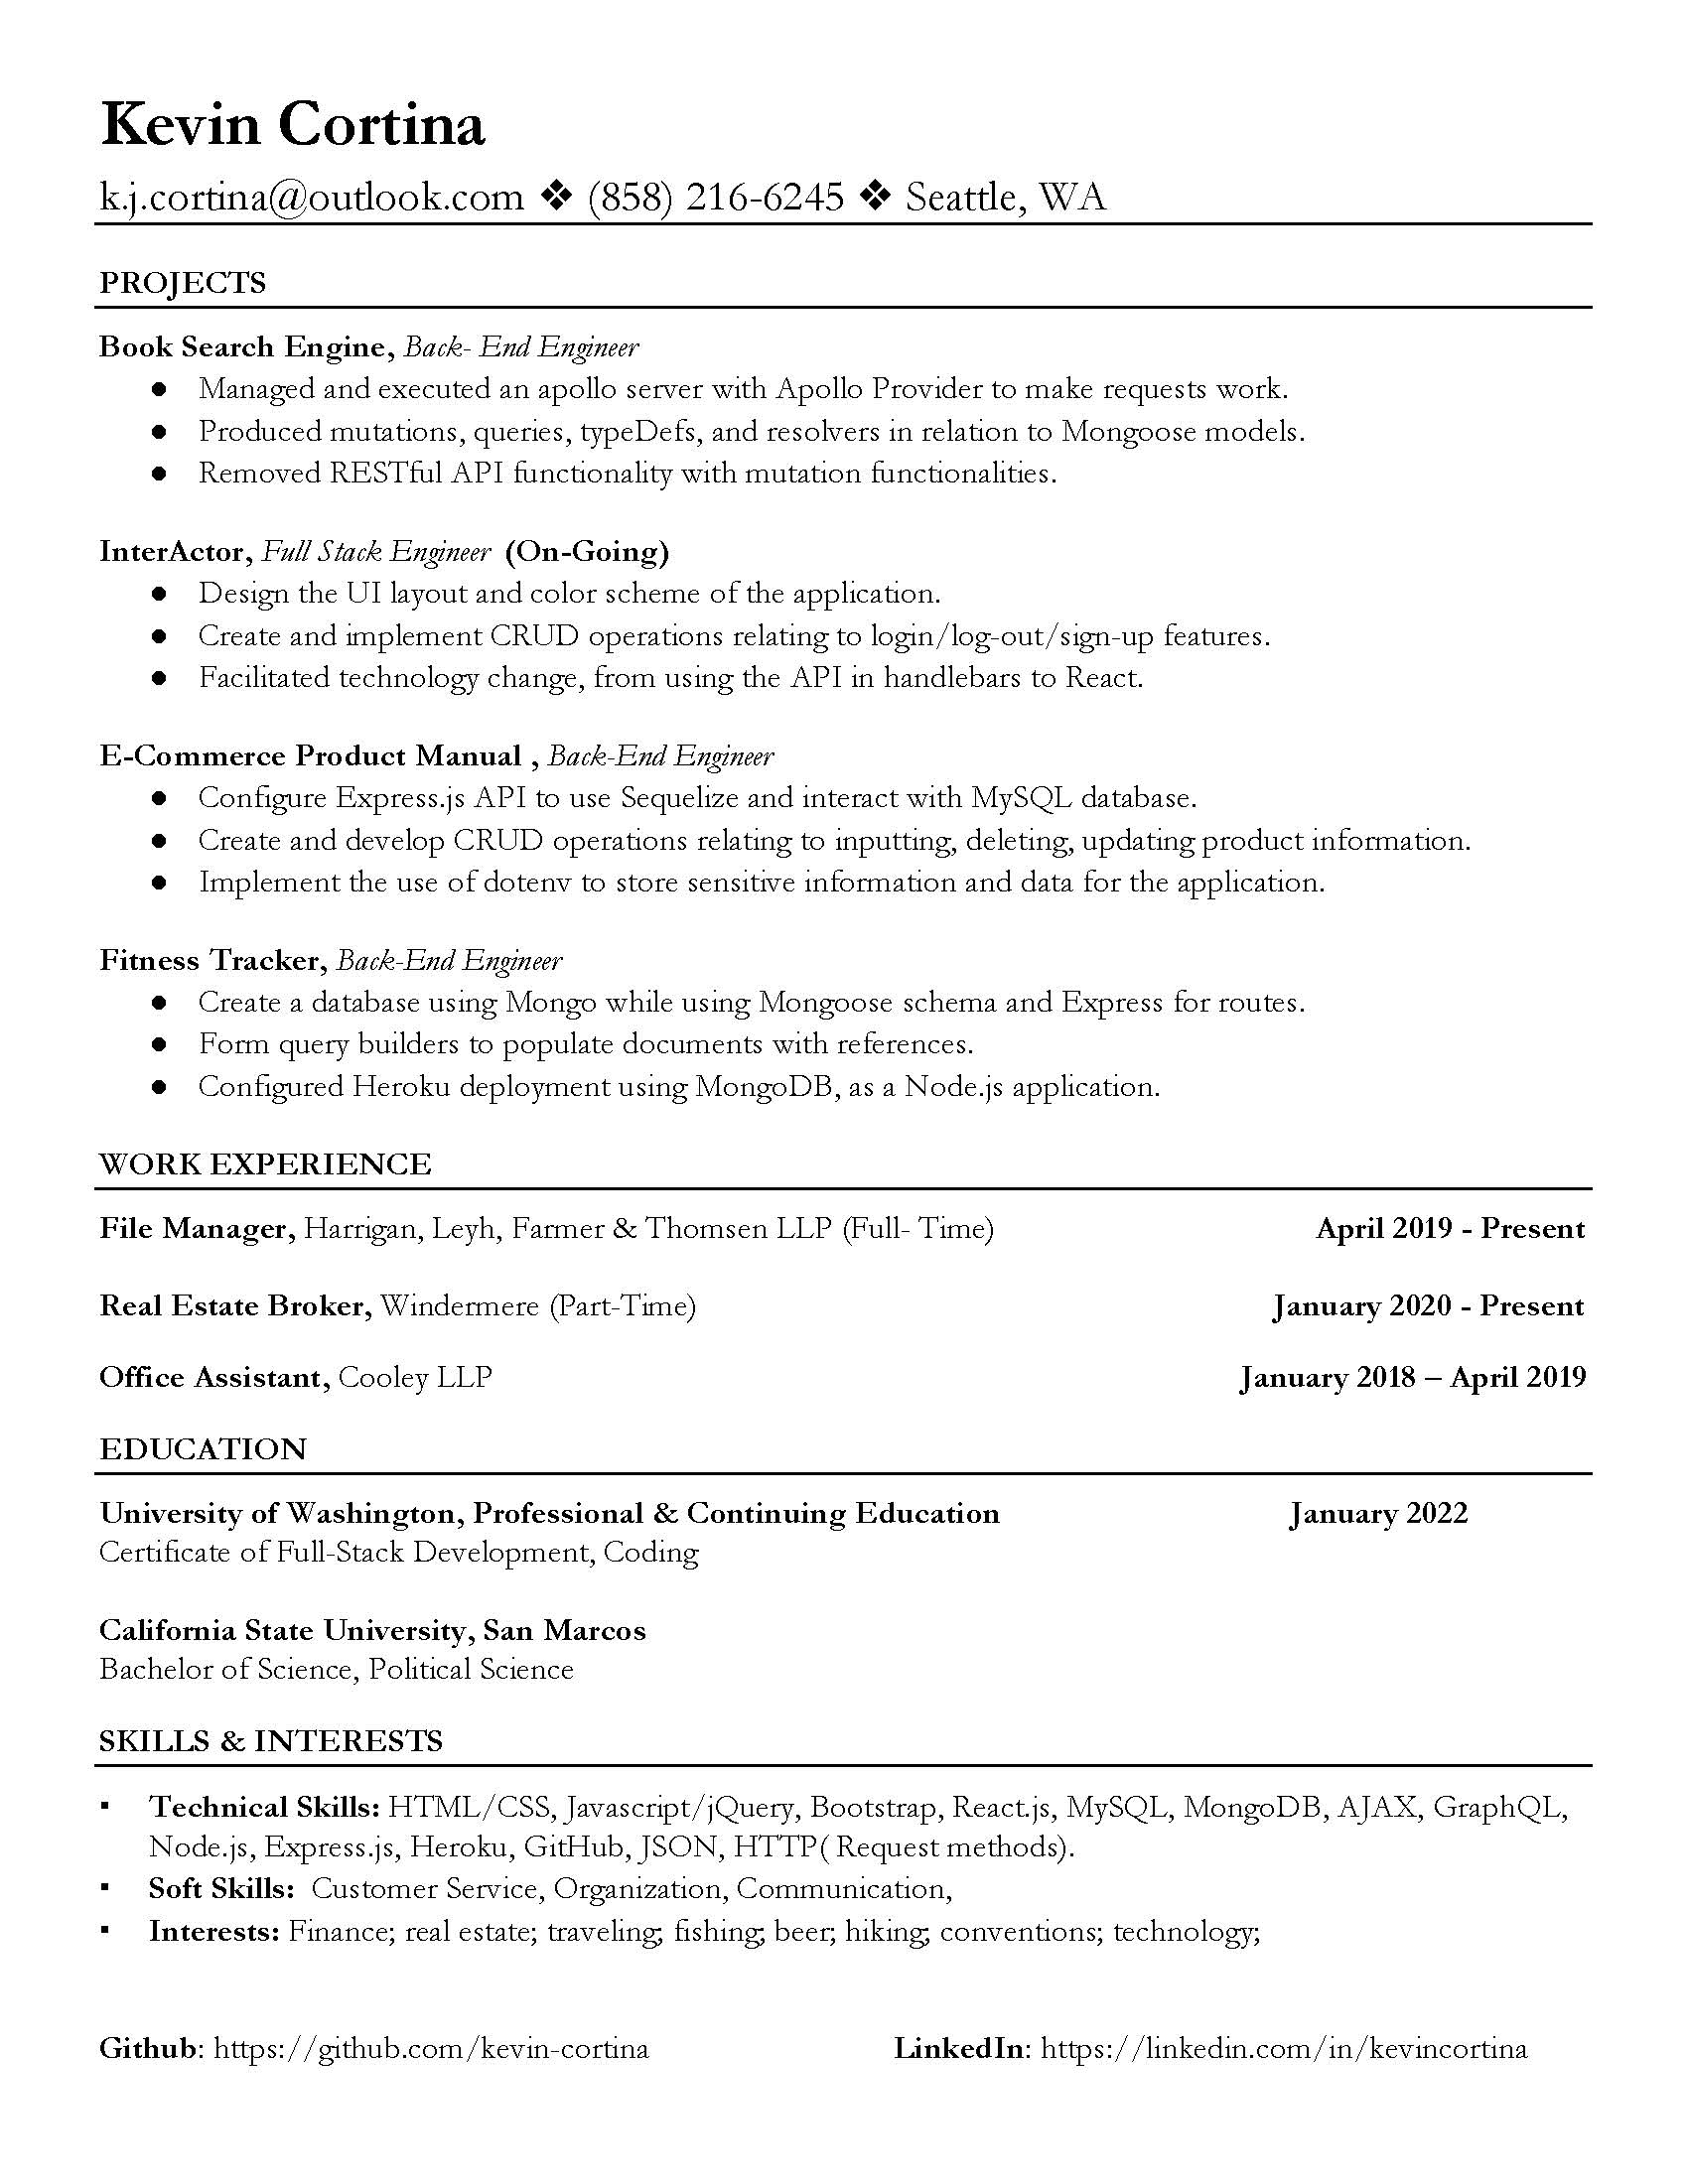 Kevin Cortina
k.j.cortina@outlook.com ❖ (858) 216-6245 ❖ Seattle, WA
PROJECTS
Book Search Engine, Back- End Engineer
● Managed and executed an apollo server with Apollo Provider to make requests work.
● Produced mutations, queries, typeDefs, and resolvers in relation to Mongoose models.
● Removed RESTful API functionality with mutation functionalities.
InterActor, Full Stack Engineer (On-Going)
● Design the UI layout and color scheme of the application.
● Create and implement CRUD operations relating to login/log-out/sign-up features.
● Facilitated technology change, from using the API in handlebars to React.
E-Commerce Product Manual , Back-End Engineer
● Configure Express.js API to use Sequelize and interact with MySQL database.
● Create and develop CRUD operations relating to inputting, deleting, updating product information.
● Implement the use of dotenv to store sensitive information and data for the application.
Fitness Tracker, Back-End Engineer
● Create a database using Mongo while using Mongoose schema and Express for routes.
● Form query builders to populate documents with references.
● Configured Heroku deployment using MongoDB, as a Node.js application.
WORK EXPERIENCE
File Manager, Harrigan, Leyh, Farmer & Thomsen LLP (Full- Time) April 2019 - Present
Real Estate Broker, Windermere (Part-Time) January 2020 - Present
Office Assistant, Cooley LLP January 2018 – April 2019
EDUCATION
University of Washington, Professional & Continuing Education January 2022
Certificate of Full-Stack Development, Coding
California State University, San Marcos
Bachelor of Science, Political Science
SKILLS & INTERESTS
▪ Technical Skills: HTML/CSS, Javascript/jQuery, Bootstrap, React.js, MySQL, MongoDB, AJAX, GraphQL,
Node.js, Express.js, Heroku, GitHub, JSON, HTTP( Request methods).
▪ Soft Skills: Customer Service, Organization, Communication,
▪ Interests: Finance; real estate; traveling; fishing; beer; hiking; conventions; technology;
Github: https://github.com/kevin-cortina LinkedIn: https://linkedin.com/in/kevincortina